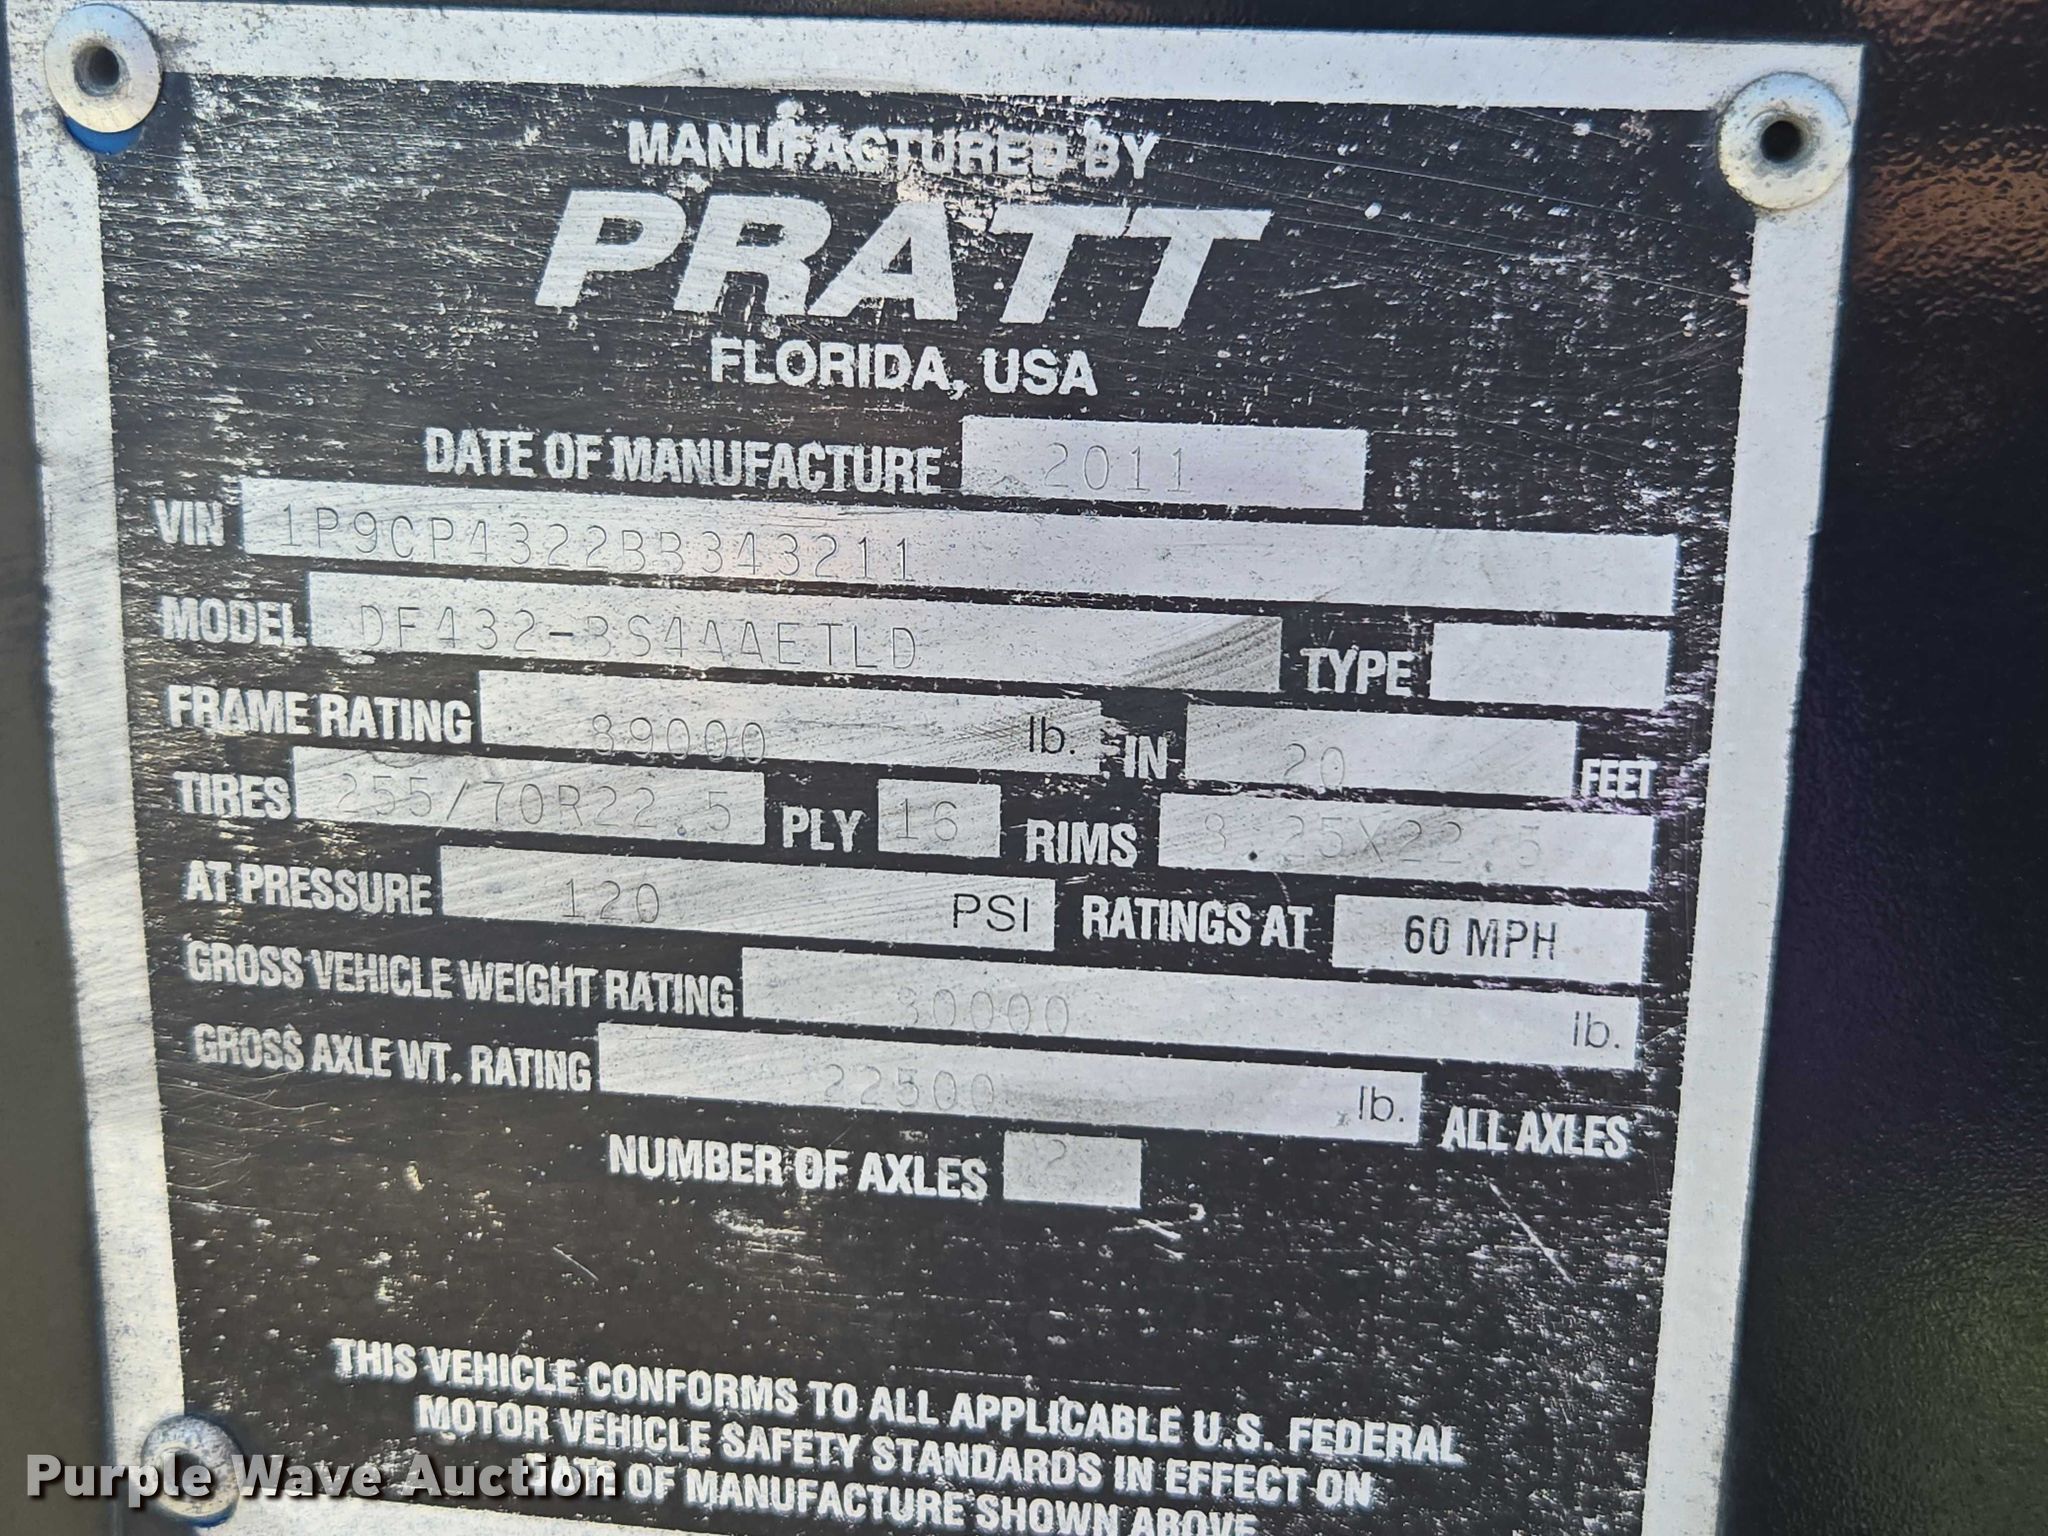 MANUFACTURED BY
PRATT
FLORIDA, USA
DATE OF MANUFACTURE 2011
VIN 1P9CP4322BB343211
MODEL DF432-BS4AAETLD TYPE
FRAME RATING 89000 lb. IN 20 FEET
TIRES 255/70R22.5 PLY 16 RIMS 8.25X22.5
AT PRESSURE 120 PSI RATINGS AT 60 MPH
GROSS VEHICLE WEIGHT RATING 80000 lb.
GROSS AXLE WT. RATING 22500 lb. ALL AXLES
NUMBER OF AXLES 2
THIS VEHICLE CONFORMS TO ALL APPLICABLE U.S. FEDERAL
MOTOR VEHICLE SAFETY STANDARDS IN EFFECT ON
DATE OF MANUFACTURE SHOWN ABOVE
Purple Wave Auction